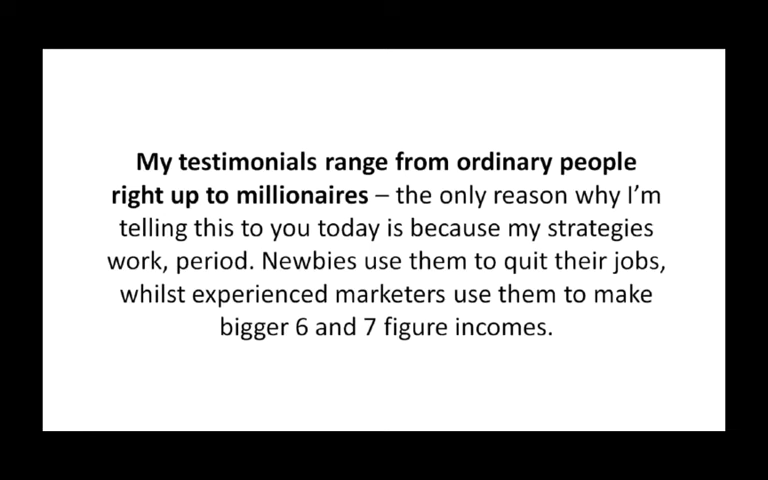 My testimonials range from ordinary people
right up to millionaires – the only reason why I’m
telling this to you today is because my strategies
work, period. Newbies use them to quit their jobs,
whilst experienced marketers use them to make
bigger 6 and 7 figure incomes.